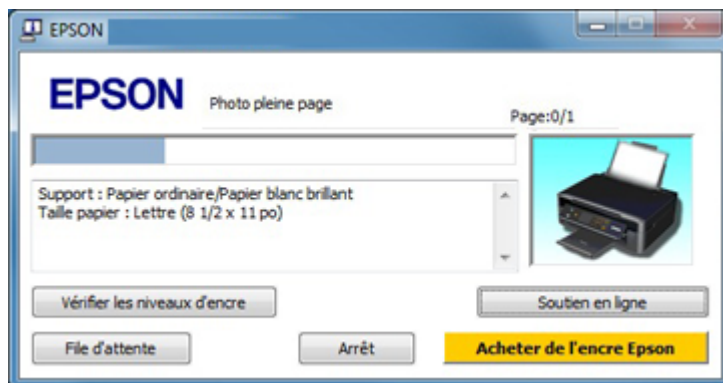 EPSON
EPSON
Photo pleine page
Page:0/1
Support : Papier ordinaire/Papier blanc brillant
Taille papier : Lettre (8 1/2 x 11 po)
Vérifier les niveaux d'encre
Soutien en ligne
File d'attente
Arrêt
Acheter de l'encre Epson